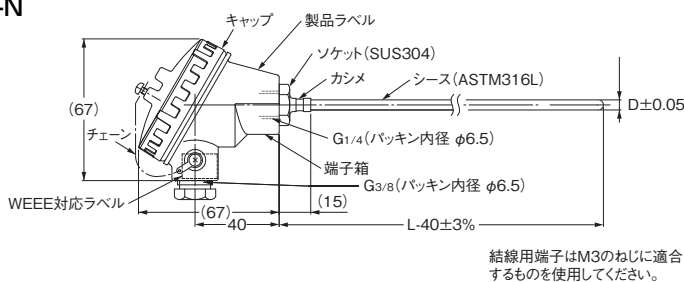 -N
キャップ
製品ラベル
ソケット(SUS304)
カシメ
シース(ASTM316L)
(67)
D±0.05
チェーン
G1/4(パッキン内径 φ6.5)
端子箱
G3/8(パッキン内径 φ6.5)
WEEE対応ラベル
(67)
(15)
40
L-40±3%
結線用端子はM3のねじに適合
するものを使用してください。